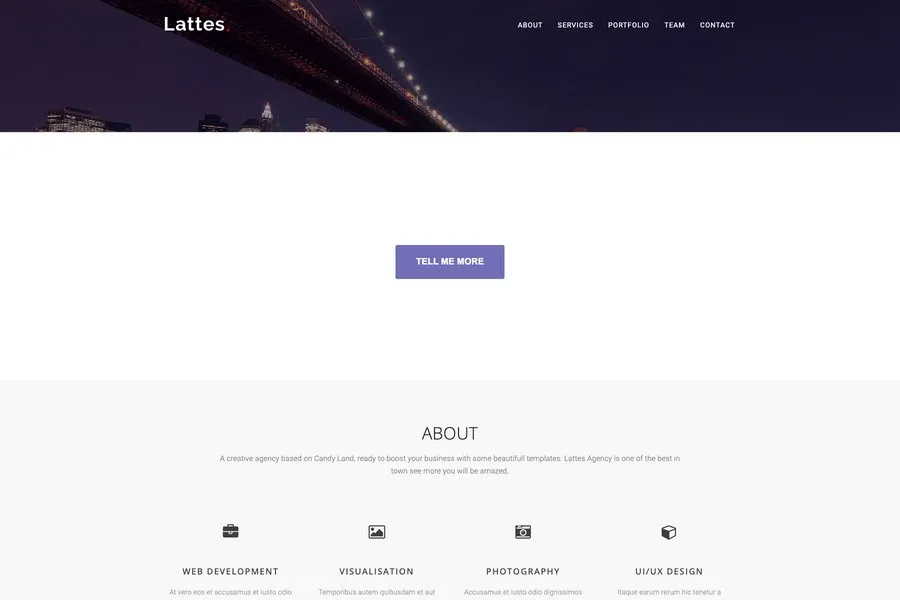 Lattes.
ABOUT SERVICES PORTFOLIO TEAM CONTACT
TELL ME MORE
ABOUT
A creative agency based on Candy Land, ready to boost your business with some beautifull templates. Lattes Agency is one of the best in
town see more you will be amazed.
WEB DEVELOPMENT VISUALISATION PHOTOGRAPHY UI/UX DESIGN
At vero eos et accusamus et iusto odio Temporibus autem quibusdam et aut Accusamus et iusto odio dignissimos Itaque earum rerum hic tenetur a